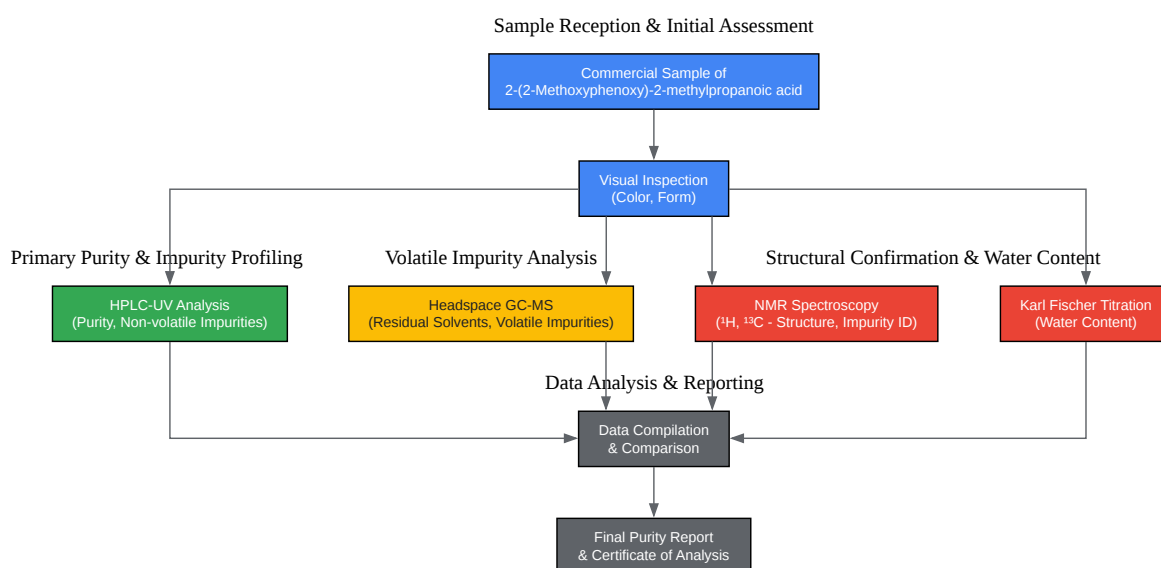 Sample Reception & Initial Assessment
Commercial Sample of
2-(2-Methoxyphenoxy)-2-methylpropanoic acid
Visual Inspection
(Color, Form)
Primary Purity & Impurity Profiling
Volatile Impurity Analysis
Structural Confirmation & Water Content
HPLC-UV Analysis
(Purity, Non-volatile Impurities)
Headspace GC-MS
(Residual Solvents, Volatile Impurities)
NMR Spectroscopy
(¹H, ¹³C - Structure, Impurity ID)
Karl Fischer Titration
(Water Content)
Data Analysis & Reporting
Data Compilation
& Comparison
Final Purity Report
& Certificate of Analysis